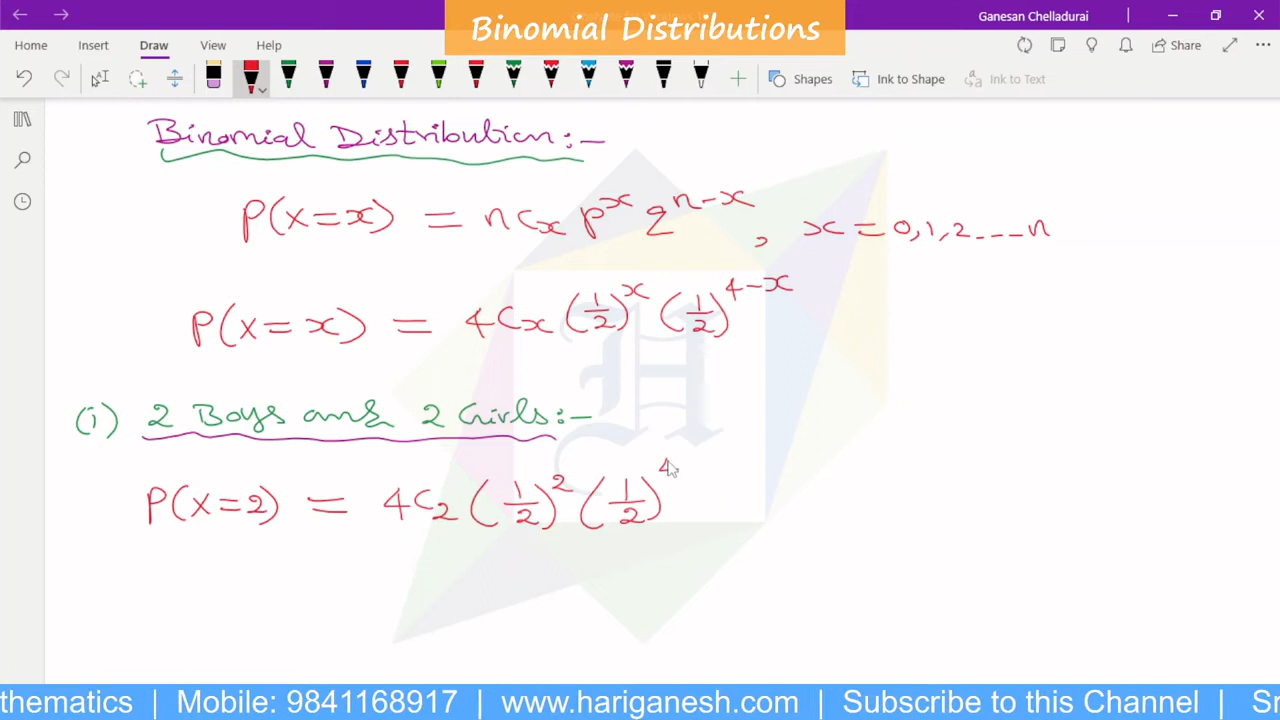 Binomial Distributions
Ganesan Chelladurai
Home Insert Draw View Help
Share
Shapes Ink to Shape Ink to Text
Binomial Distribution:-
P(X=x) = nCx p^x q^n-x, x = 0,1,2...n
P(X=x) = 4Cx (1/2)^x (1/2)^4-x
(i) 2 Boys and 2 Girls:-
P(X=2) = 4C2 (1/2)^2 (1/2)^4
H
thematics | Mobile: 9841168917 | www.hariganesh.com | Subscribe to this Channel | Sr